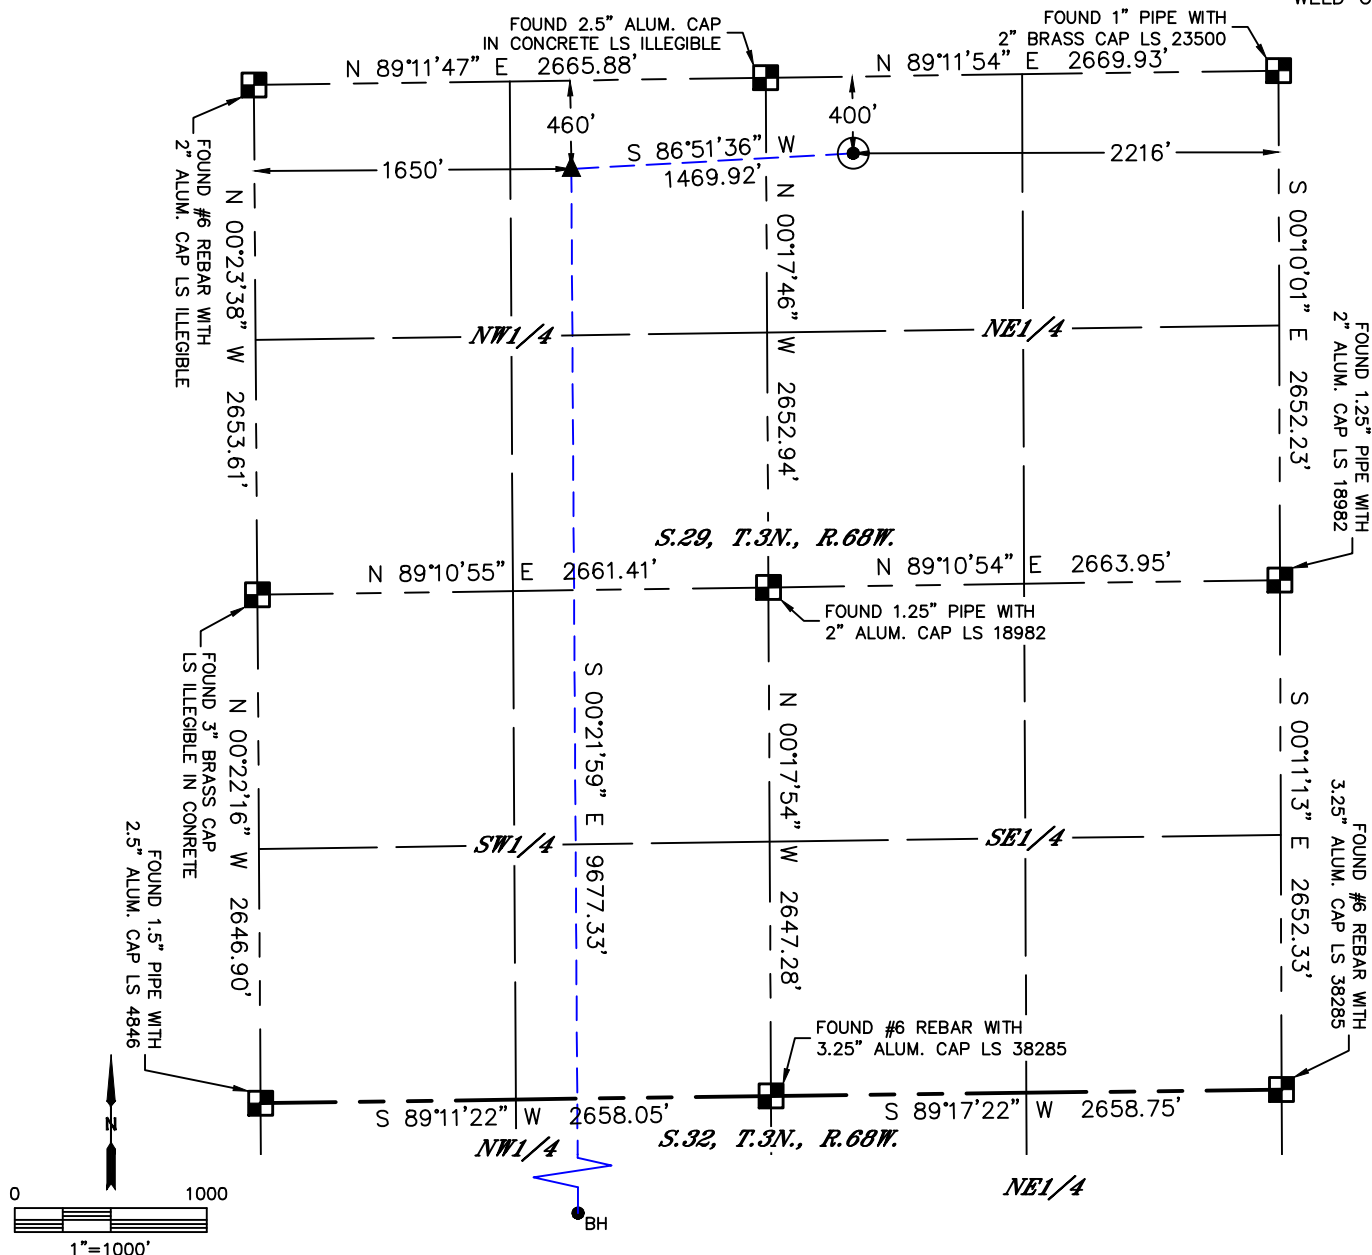 WELD C
FOUND 2.5" ALUM. CAP
IN CONCRETE LS ILLEGIBLE
FOUND 1" PIPE WITH
2" BRASS CAP LS 23500
N 89°11'47" E 2665.88'
N 89°11'54" E 2669.93'
460'
400'
S 86°51'36" W
1469.92'
1650'
2216'
FOUND #6 REBAR WITH
2" ALUM. CAP LS ILLEGIBLE
N 00°23'38" W 2653.61'
N 00°17'46" W 2652.94'
S 00°10'01" E 2652.23'
FOUND 1.25" PIPE WITH
2" ALUM. CAP LS 18982
NW1/4
NE1/4
S.29, T.3N., R.68W.
N 89°10'55" E 2661.41'
N 89°10'54" E 2663.95'
FOUND 1.25" PIPE WITH
2" ALUM. CAP LS 18982
FOUND 3" BRASS CAP
LS ILLEGIBLE IN CONRETE
N 00°22'16" W 2646.90'
S 00°21'59" E 9677.33'
N 00°17'54" W 2647.28'
S 00°11'13" E 2652.33'
SW1/4
SE1/4
FOUND 1.5" PIPE WITH
2.5" ALUM. CAP LS 4846
FOUND #6 REBAR WITH
3.25" ALUM. CAP LS 38285
FOUND #6 REBAR WITH
3.25" ALUM. CAP LS 38285
S 89°11'22" W 2658.05'
S 89°17'22" W 2658.75'
N
NW1/4
S.32, T.3N., R.68W.
NE1/4
0 1000
1"=1000'
BH